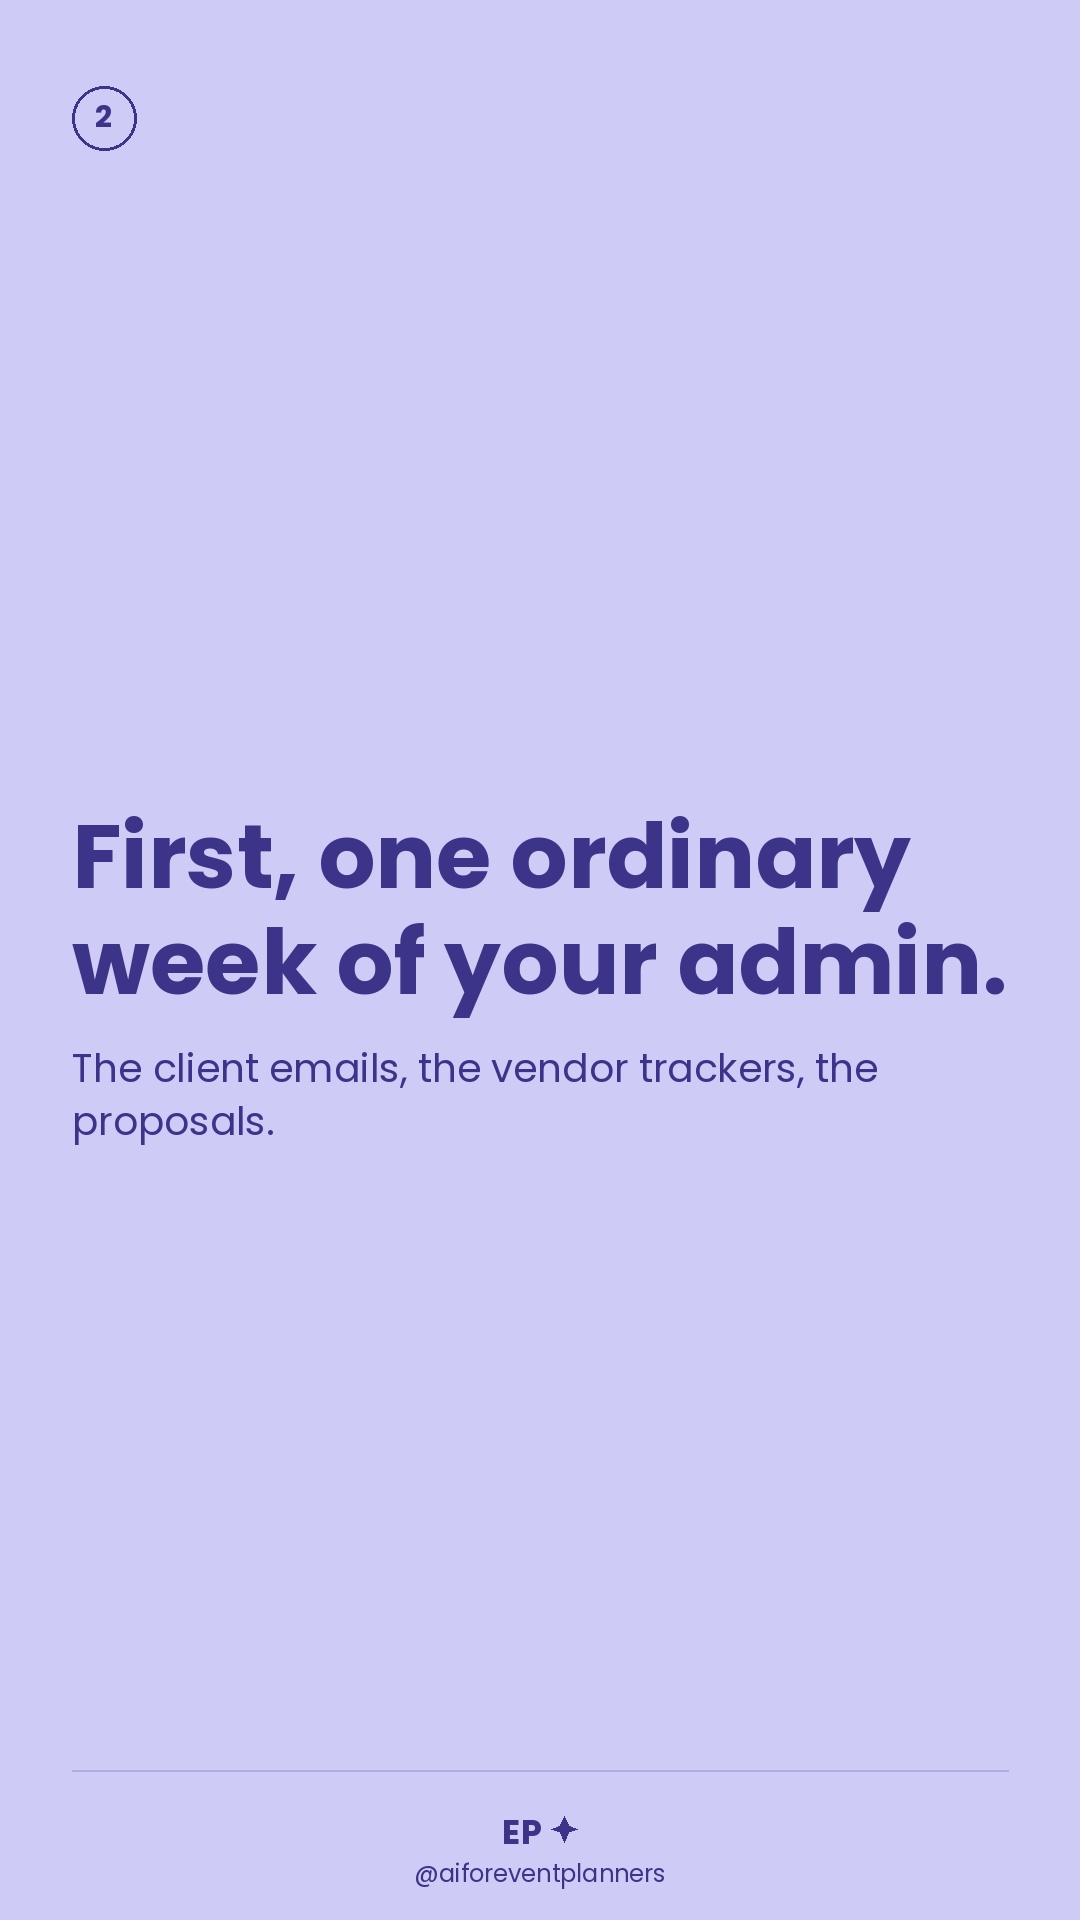 2
First, one ordinary
week of your admin.
The client emails, the vendor trackers, the
proposals.
EP
@aiforeventplanners